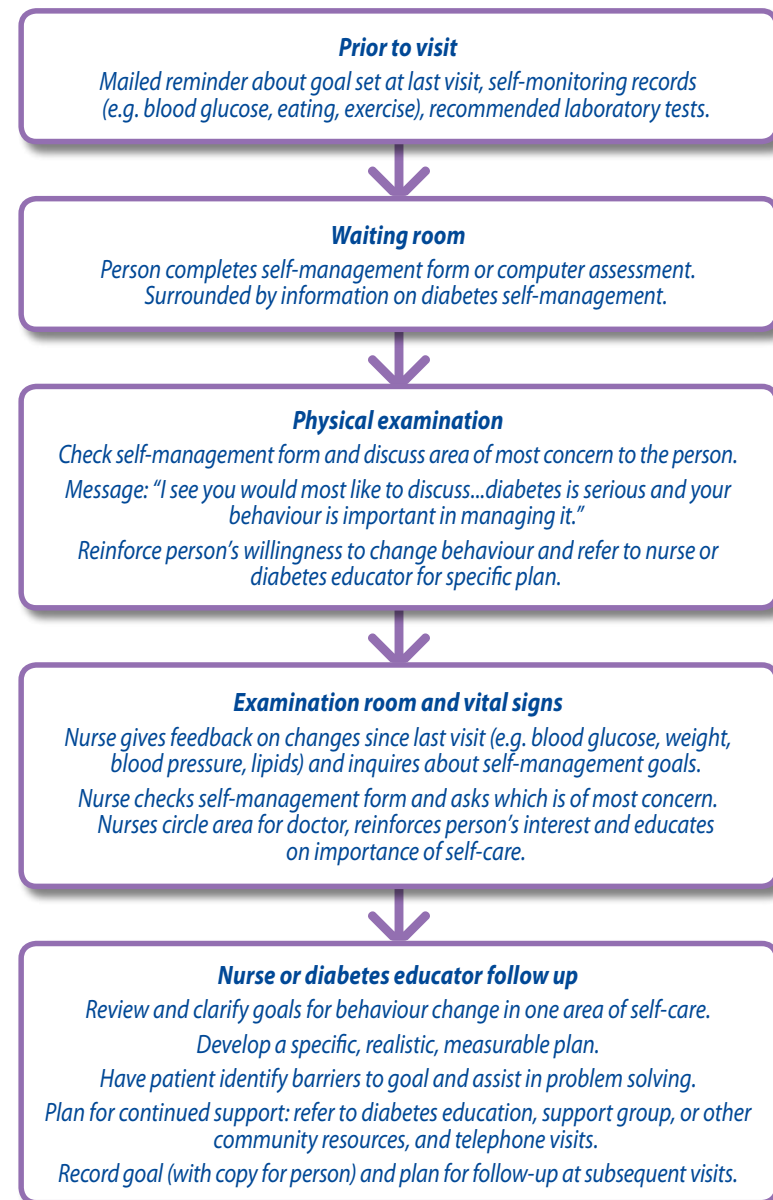 Prior to visit
Mailed reminder about goal set at last visit, self-monitoring records
(e.g. blood glucose, eating, exercise), recommended laboratory tests.
Waiting room
Person completes self-management form or computer assessment.
Surrounded by information on diabetes self-management.
Physical examination
Check self-management form and discuss area of most concern to the person.
Message: “I see you would most like to discuss...diabetes is serious and your
behaviour is important in managing it.”
Reinforce person’s willingness to change behaviour and refer to nurse or
diabetes educator for specific plan.
Examination room and vital signs
Nurse gives feedback on changes since last visit (e.g. blood glucose, weight,
blood pressure, lipids) and inquires about self-management goals.
Nurse checks self-management form and asks which is of most concern.
Nurses circle area for doctor, reinforces person’s interest and educates
on importance of self-care.
Nurse or diabetes educator follow up
Review and clarify goals for behaviour change in one area of self-care.
Develop a specific, realistic, measurable plan.
Have patient identify barriers to goal and assist in problem solving.
Plan for continued support: refer to diabetes education, support group, or other
community resources, and telephone visits.
Record goal (with copy for person) and plan for follow-up at subsequent visits.